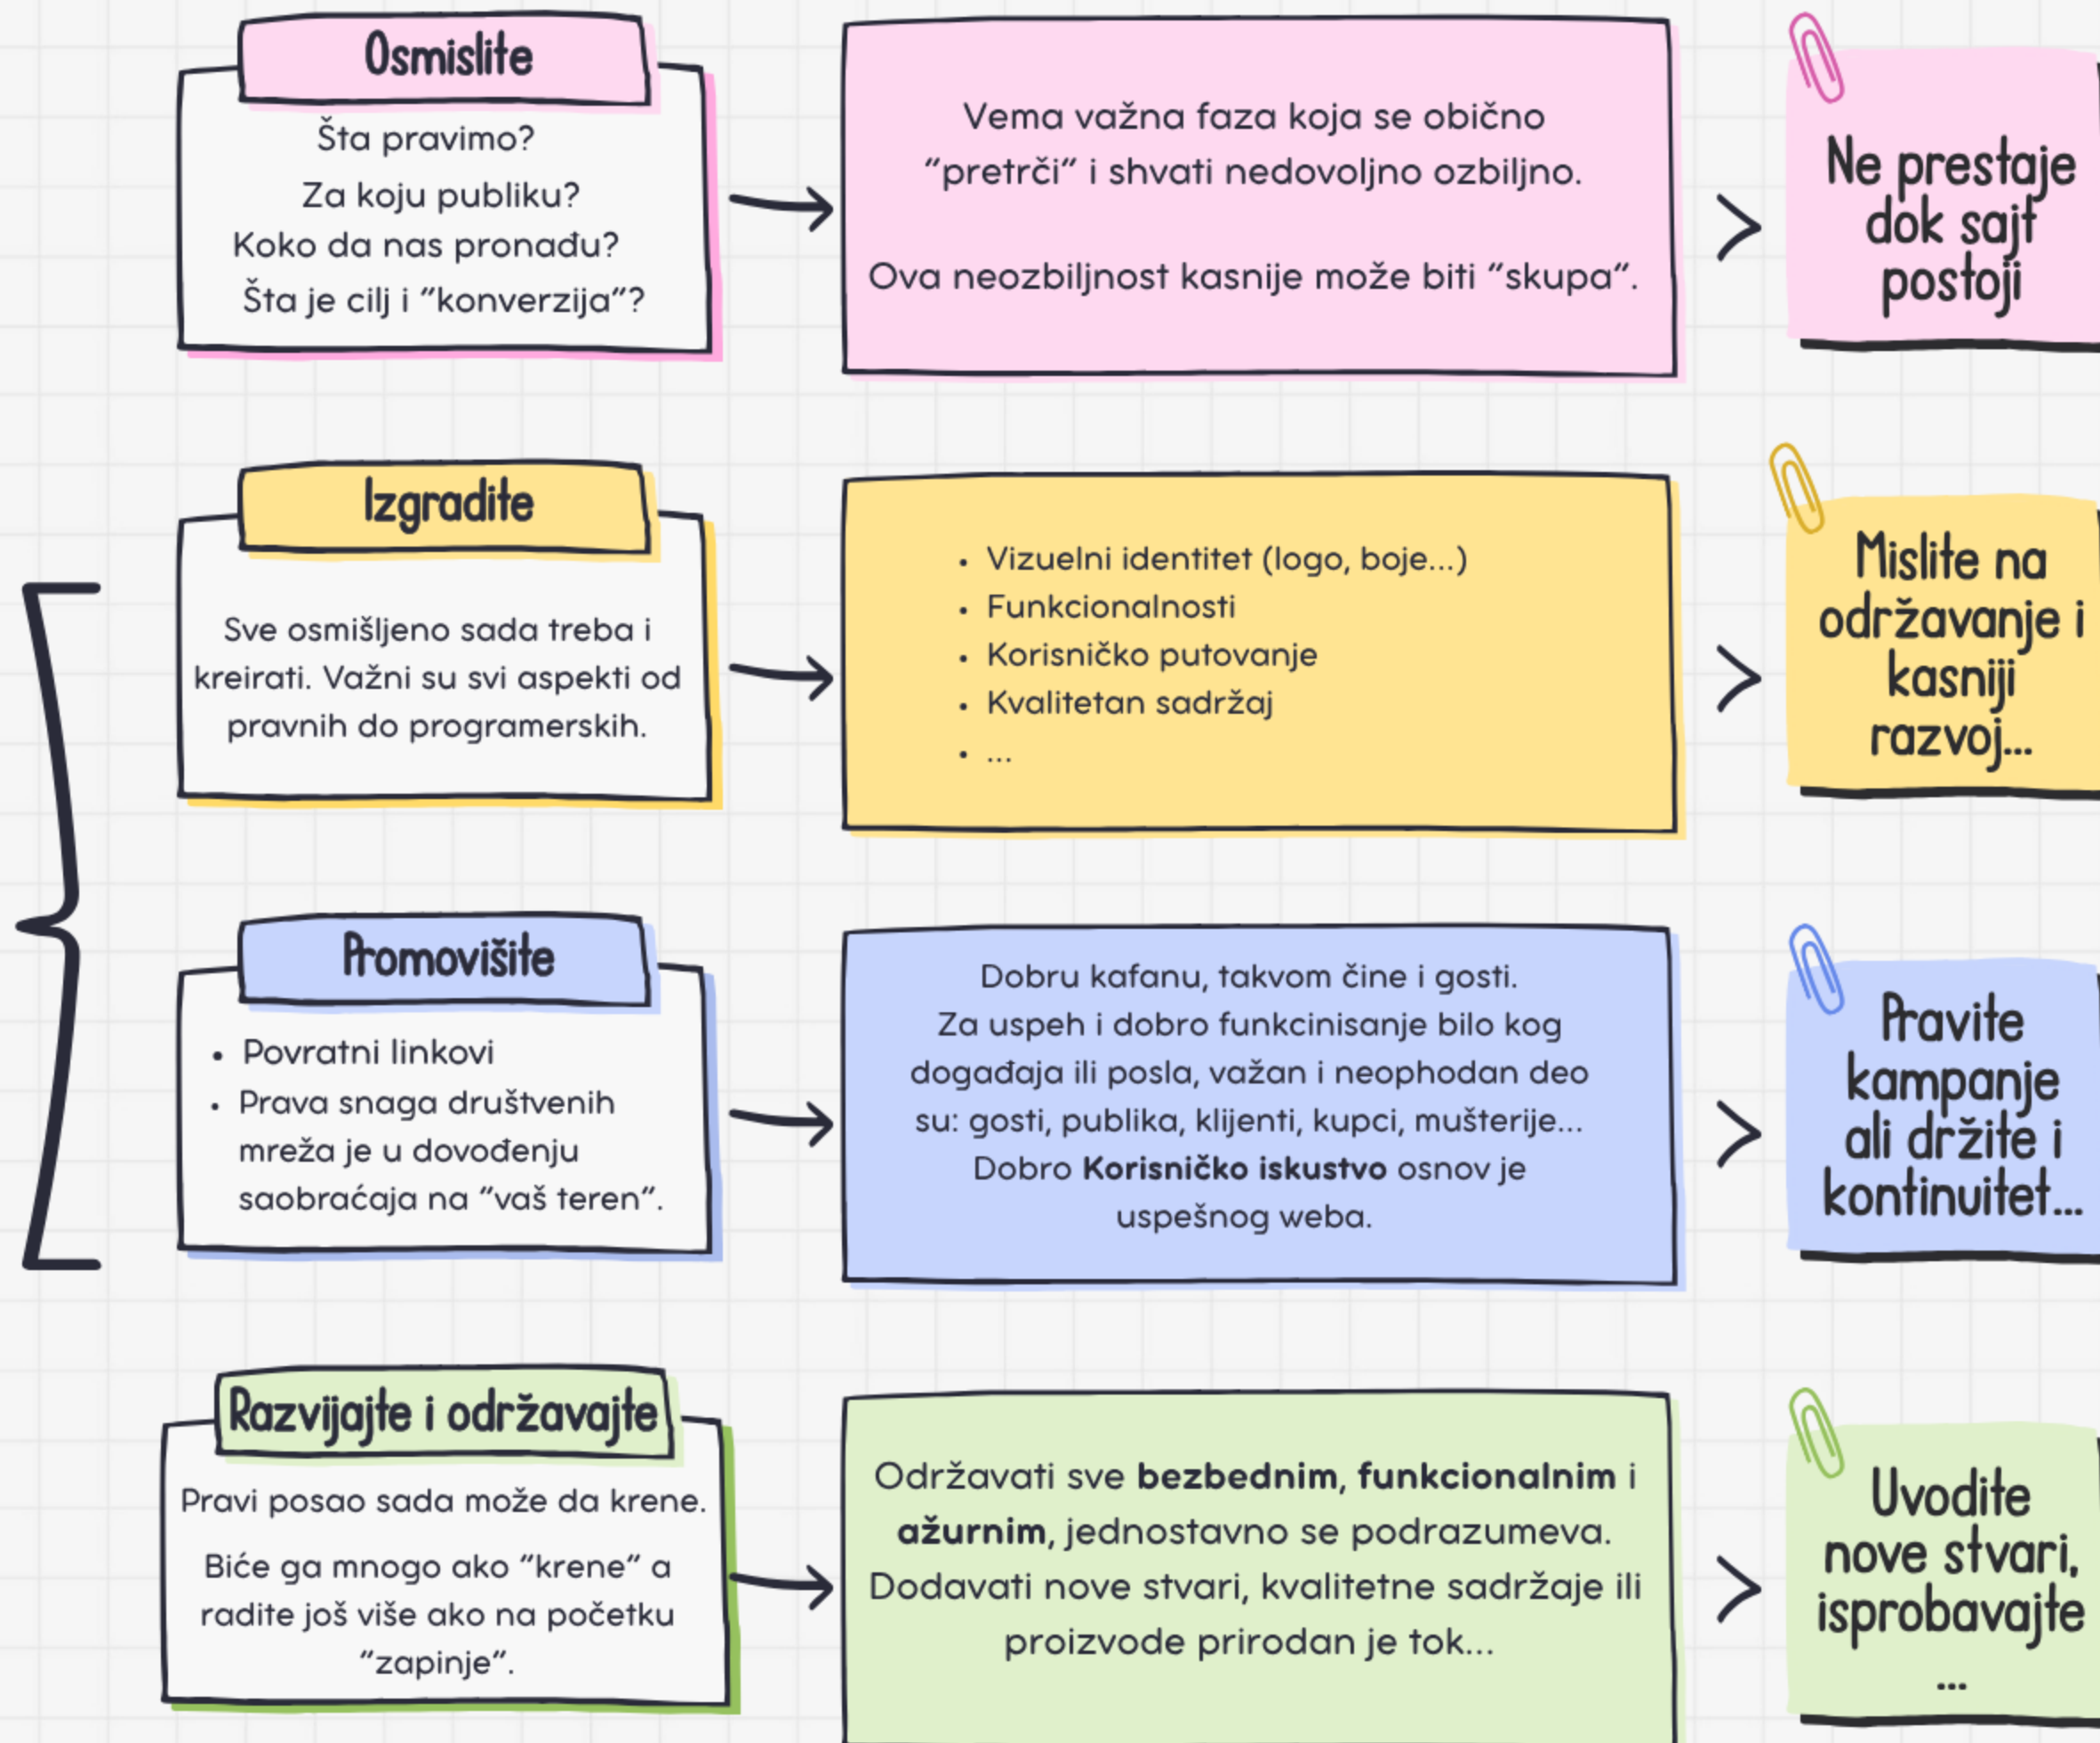 Osmislite
Šta pravimo?
Za koju publiku?
Koko da nas pronađu?
Šta je cilj i “konverzija”?
Vema važna faza koja se obično
“pretrči” i shvati nedovoljno ozbiljno.
Ova neozbiljnost kasnije može biti “skupa”.
Ne prestaje
dok sajt
postoji
Izgradite
Sve osmišljeno sada treba i
kreirati. Važni su svi aspekti od
pravnih do programerskih.
• Vizuelni identitet (logo, boje...)
• Funkcionalnosti
• Korisničko putovanje
• Kvalitetan sadržaj
• ...
Mislite na
održavanje i
kasniji
razvoj...
Promovišite
• Povratni linkovi
• Prava snaga društvenih
mreža je u dovođenju
saobraćaja na “vaš teren”.
Dobru kafanu, takvom čine i gosti.
Za uspeh i dobro funkcinisanje bilo kog
događaja ili posla, važan i neophodan deo
su: gosti, publika, klijenti, kupci, mušterije...
Dobro Korisničko iskustvo osnov je
uspešnog weba.
Pravite
kampanje
ali držite i
kontinuitet...
Razvijajte i održavajte
Pravi posao sada može da krene.
Biće ga mnogo ako “krene” a
radite još više ako na početku
“zapinje”.
Održavati sve bezbednim, funkcionalnim i
ažurnim, jednostavno se podrazumeva.
Dodavati nove stvari, kvalitetne sadržaje ili
proizvode prirodan je tok...
Uvodite
nove stvari,
isprobavajte
...